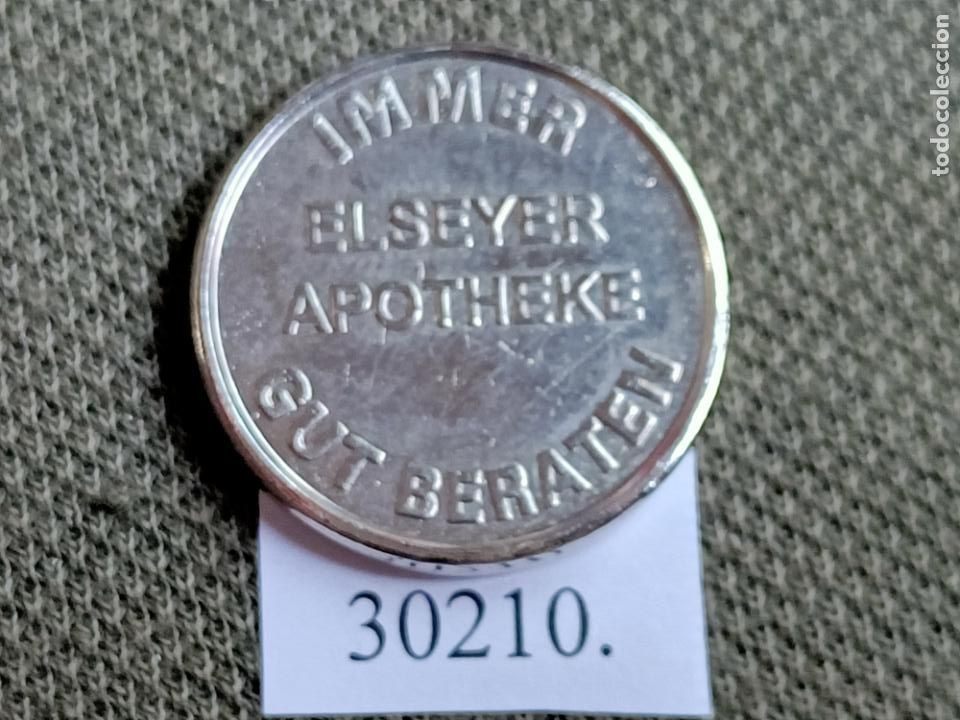 IMMER
ELSEYER
APOTHEKE
GUT BERATEN
30210.
todocoleccion